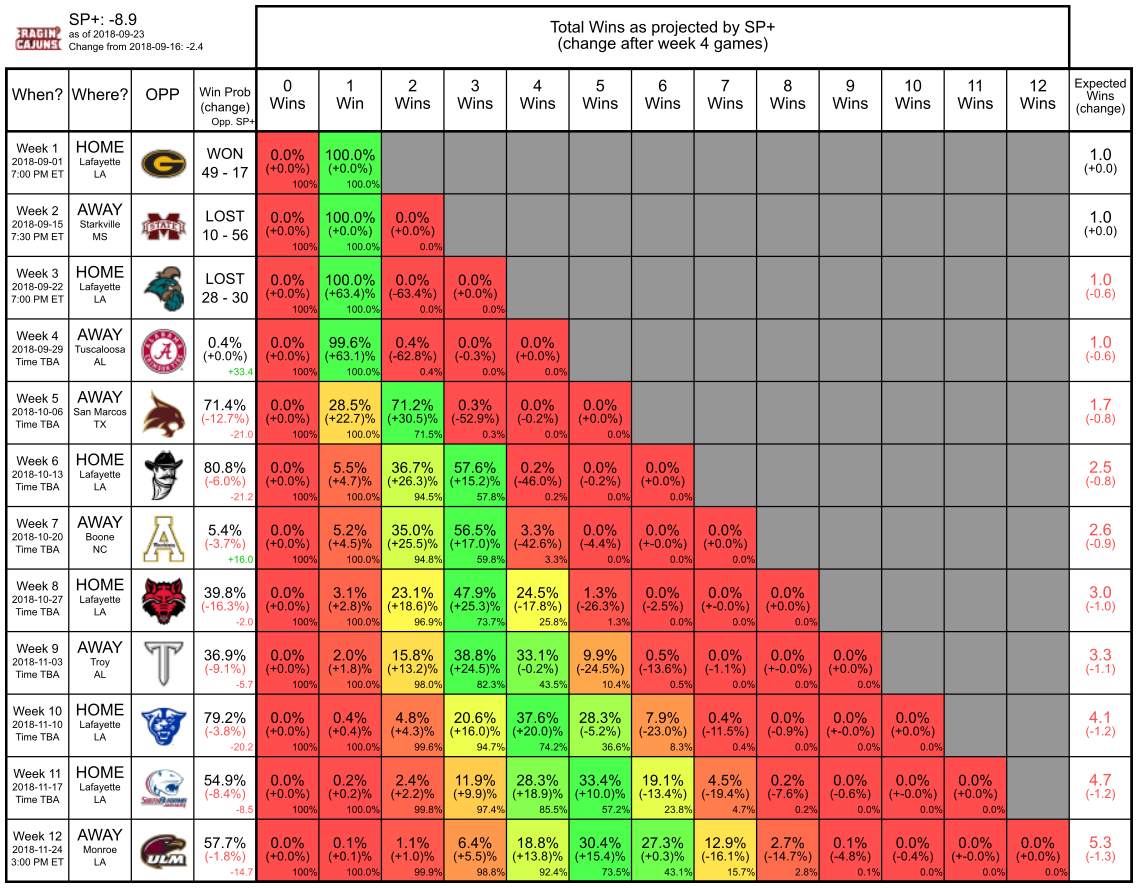 RAGIN' CAJUNS
SP+: -8.9
as of 2018-09-23
Change from 2018-09-16: -2.4
Total Wins as projected by SP+
(change after week 4 games)
When? Where? OPP Win Prob (change) Opp. SP+ 0 Wins 1 Win 2 Wins 3 Wins 4 Wins 5 Wins 6 Wins 7 Wins 8 Wins 9 Wins 10 Wins 11 Wins 12 Wins Expected Wins (change)
Week 1 HOME G WON 0.0% 100.0% 1.0
2018-09-01 Lafayette 49 - 17 (+0.0%) (+0.0%) (+0.0)
7:00 PM ET LA 100% 100.0%
Week 2 AWAY STATE LOST 0.0% 100.0% 0.0% 1.0
2018-09-15 Starkville 10 - 56 (+0.0%) (+0.0%) (+0.0%) (+0.0)
7:30 PM ET MS 100% 100.0% 0.0%
Week 3 HOME LOST 0.0% 100.0% 0.0% 0.0% 1.0
2018-09-22 Lafayette 28 - 30 (+0.0%) (+63.4)% (-63.4%) (+0.0%) (-0.6)
7:00 PM ET LA 100% 100.0% 0.0% 0.0%
Week 4 AWAY ALABAMA A 0.4% 0.0% 99.6% 0.4% 0.0% 0.0% 1.0
2018-09-29 Tuscaloosa (+0.0%) (+0.0%) (+63.1)% (-62.8%) (-0.3%) (+0.0%) (-0.6)
Time TBA AL +33.4 100% 100.0% 0.4% 0.0% 0.0%
Week 5 AWAY 71.4% 0.0% 28.5% 71.2% 0.3% 0.0% 0.0% 1.7
2018-10-06 San Marcos (-12.7%) (+0.0%) (+22.7)% (+30.5)% (-52.9%) (-0.2%) (+0.0%) (-0.8)
Time TBA TX -21.0 100% 100.0% 71.5% 0.3% 0.0% 0.0%
Week 6 HOME 80.8% 0.0% 5.5% 36.7% 57.6% 0.2% 0.0% 0.0% 2.5
2018-10-13 Lafayette (-6.0%) (+0.0%) (+4.7)% (+26.3)% (+15.2)% (-46.0%) (-0.2%) (+0.0%) (-0.8)
Time TBA LA -21.2 100% 100.0% 94.5% 57.8% 0.2% 0.0% 0.0%
Week 7 AWAY A 5.4% 0.0% 5.2% 35.0% 56.5% 3.3% 0.0% 0.0% 0.0% 2.6
2018-10-20 Boone (-3.7%) (+0.0%) (+4.5)% (+25.5)% (+17.0)% (-42.6%) (-4.4%) (+-0.0%) (+0.0%) (-0.9)
Time TBA NC +16.0 100% 100.0% 94.8% 59.8% 3.3% 0.0% 0.0% 0.0%
Week 8 HOME 39.8% 0.0% 3.1% 23.1% 47.9% 24.5% 1.3% 0.0% 0.0% 0.0% 3.0
2018-10-27 Lafayette (-16.3%) (+0.0%) (+2.8)% (+18.6)% (+25.3)% (-17.8%) (-26.3%) (-2.5%) (+-0.0%) (+0.0%) (-1.0)
Time TBA LA -2.0 100% 100.0% 96.9% 73.7% 25.8% 1.3% 0.0% 0.0% 0.0%
Week 9 AWAY T 36.9% 0.0% 2.0% 15.8% 38.8% 33.1% 9.9% 0.5% 0.0% 0.0% 0.0% 3.3
2018-11-03 Troy (-9.1%) (+0.0%) (+1.8)% (+13.2)% (+24.5)% (-0.2%) (-24.5%) (-13.6%) (-1.1%) (+-0.0%) (+0.0%) (-1.1)
Time TBA AL -5.7 100% 100.0% 98.0% 82.3% 43.5% 10.4% 0.5% 0.0% 0.0% 0.0%
Week 10 HOME 79.2% 0.0% 0.4% 4.8% 20.6% 37.6% 28.3% 7.9% 0.4% 0.0% 0.0% 0.0% 4.1
2018-11-10 Lafayette (-3.8%) (+0.0%) (+0.4)% (+4.3)% (+16.0)% (+20.0)% (-5.2%) (-23.0%) (-11.5%) (-0.9%) (+-0.0%) (+0.0%) (-1.2)
Time TBA LA -20.2 100% 100.0% 99.6% 94.7% 74.2% 36.6% 8.3% 0.4% 0.0% 0.0% 0.0%
Week 11 HOME 54.9% 0.0% 0.2% 2.4% 11.9% 28.3% 33.4% 19.1% 4.5% 0.2% 0.0% 0.0% 0.0% 4.7
2018-11-17 Lafayette (-8.4%) (+0.0%) (+0.2)% (+2.2)% (+9.9)% (+18.9)% (+10.0)% (-13.4%) (-19.4%) (-7.6%) (-0.6%) (+-0.0%) (+0.0%) (-1.2)
Time TBA LA SOUTH ALABAMA -8.5 100% 100.0% 99.8% 97.4% 85.5% 57.2% 23.8% 4.7% 0.2% 0.0% 0.0% 0.0%
Week 12 AWAY 57.7% 0.0% 0.1% 1.1% 6.4% 18.8% 30.4% 27.3% 12.9% 2.7% 0.1% 0.0% 0.0% 0.0% 5.3
2018-11-24 Monroe ULM (-1.8%) (+0.0%) (+0.1)% (+1.0)% (+5.5)% (+13.8)% (+15.4)% (+0.3)% (-16.1%) (-14.7%) (-4.8%) (-0.4%) (+-0.0%) (+0.0%) (-1.3)
3:00 PM ET LA -14.7 100% 100.0% 99.9% 98.8% 92.4% 73.5% 43.1% 15.7% 2.8% 0.1% 0.0% 0.0% 0.0%